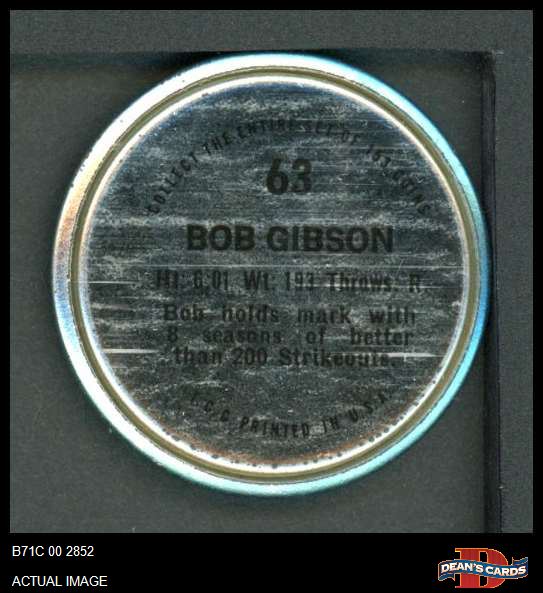 COLLECT THE ENTIRE SET OF 153 COINS
63
BOB GIBSON
Ht. 6-01, Wt. 193 Throws, R
Bob holds mark with
8 seasons of better
than 200 Strikeouts.
T.C.G. PRINTED IN U.S.A.
B71C 00 2852
ACTUAL IMAGE
D
DEAN'S CARDS